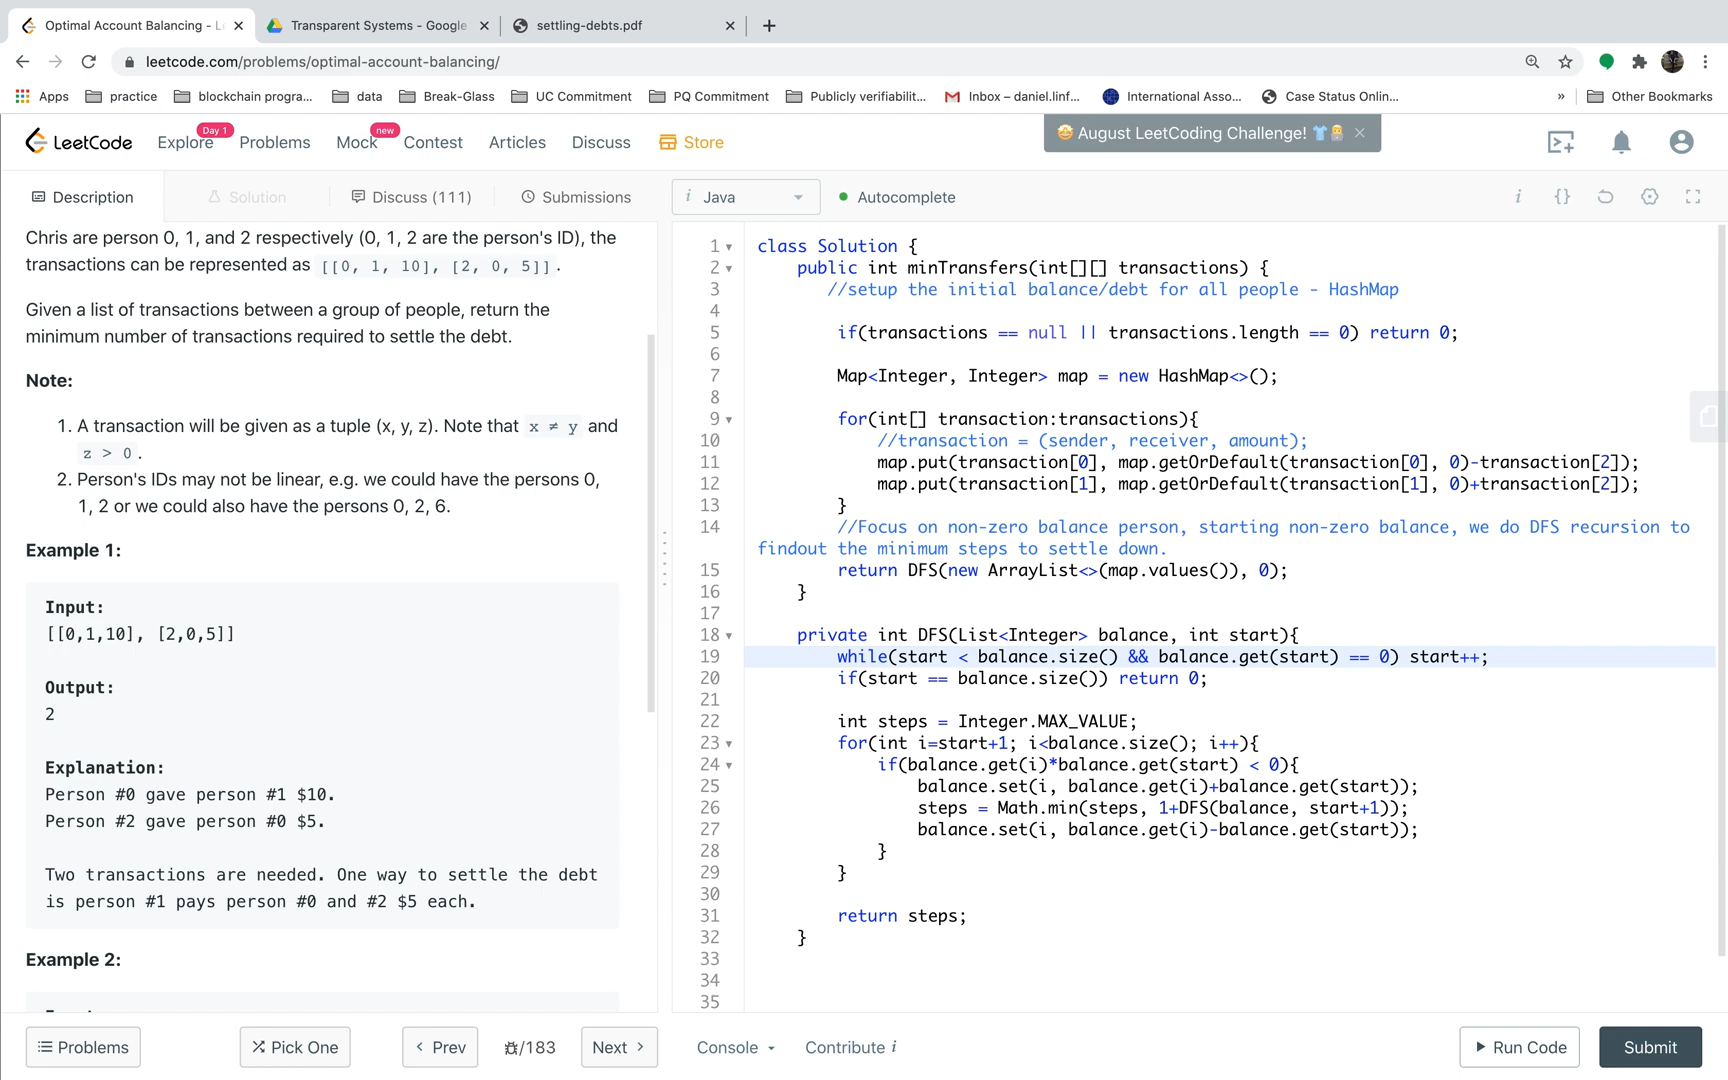 Optimal Account Balancing - L
Transparent Systems - Google
settling-debts.pdf
leetcode.com/problems/optimal-account-balancing/
Apps
practice
blockchain progra...
data
Break-Glass
UC Commitment
PQ Commitment
Publicly verifiabilit...
Inbox – daniel.linf...
International Asso...
Case Status Onlin...
»
Other Bookmarks
LeetCode
Explore
Day 1
Problems
Mock
new
Contest
Articles
Discuss
Store
August LeetCoding Challenge!
Description
Solution
Discuss (111)
Submissions
i Java
Autocomplete
Chris are person 0, 1, and 2 respectively (0, 1, 2 are the person's ID), the
transactions can be represented as [[0, 1, 10], [2, 0, 5]].
Given a list of transactions between a group of people, return the
minimum number of transactions required to settle the debt.
Note:
1. A transaction will be given as a tuple (x, y, z). Note that x ≠ y and
z > 0.
2. Person's IDs may not be linear, e.g. we could have the persons 0,
1, 2 or we could also have the persons 0, 2, 6.
Example 1:
Input:
[[0,1,10], [2,0,5]]
Output:
2
Explanation:
Person #0 gave person #1 $10.
Person #2 gave person #0 $5.
Two transactions are needed. One way to settle the debt
is person #1 pays person #0 and #2 $5 each.
Example 2:
1 class Solution {
2 public int minTransfers(int[][] transactions) {
3 //setup the initial balance/debt for all people - HashMap
4
5 if(transactions == null || transactions.length == 0) return 0;
6
7 Map<Integer, Integer> map = new HashMap<>();
8
9 for(int[] transaction:transactions){
10 //transaction = (sender, receiver, amount);
11 map.put(transaction[0], map.getOrDefault(transaction[0], 0)-transaction[2]);
12 map.put(transaction[1], map.getOrDefault(transaction[1], 0)+transaction[2]);
13 }
14 //Focus on non-zero balance person, starting non-zero balance, we do DFS recursion to
findout the minimum steps to settle down.
15 return DFS(new ArrayList<>(map.values()), 0);
16 }
17
18 private int DFS(List<Integer> balance, int start){
19 while(start < balance.size() && balance.get(start) == 0) start++;
20 if(start == balance.size()) return 0;
21
22 int steps = Integer.MAX_VALUE;
23 for(int i=start+1; i<balance.size(); i++){
24 if(balance.get(i)*balance.get(start) < 0){
25 balance.set(i, balance.get(i)+balance.get(start));
26 steps = Math.min(steps, 1+DFS(balance, start+1));
27 balance.set(i, balance.get(i)-balance.get(start));
28 }
29 }
30
31 return steps;
32 }
33
34
35
Problems
Pick One
Prev
/183
Next
Console
Contribute i
Run Code
Submit